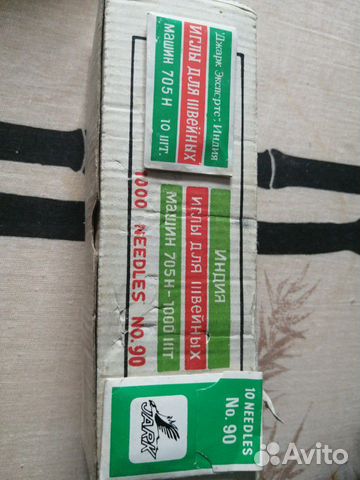 "Джарк Экспортс", Индия
ИГЛЫ ДЛЯ ШВЕЙНЫХ
МАШИН 705 Н 10 ШТ.
ИНДИЯ
ИГЛЫ ДЛЯ ШВЕЙНЫХ
МАШИН 705Н-1000 ШТ
1000 NEEDLES No. 90
10 NEEDLES
No. 90
JARK
Avito